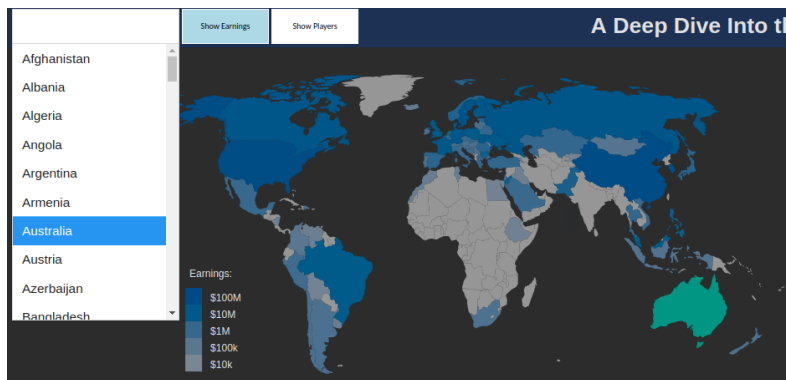 Show Earnings
Show Players
A Deep Dive Into
Afghanistan
Albania
Algeria
Angola
Argentina
Armenia
Australia
Austria
Azerbaijan
Bangladesh
Earnings:
$100M
$10M
$1M
$100k
$10k